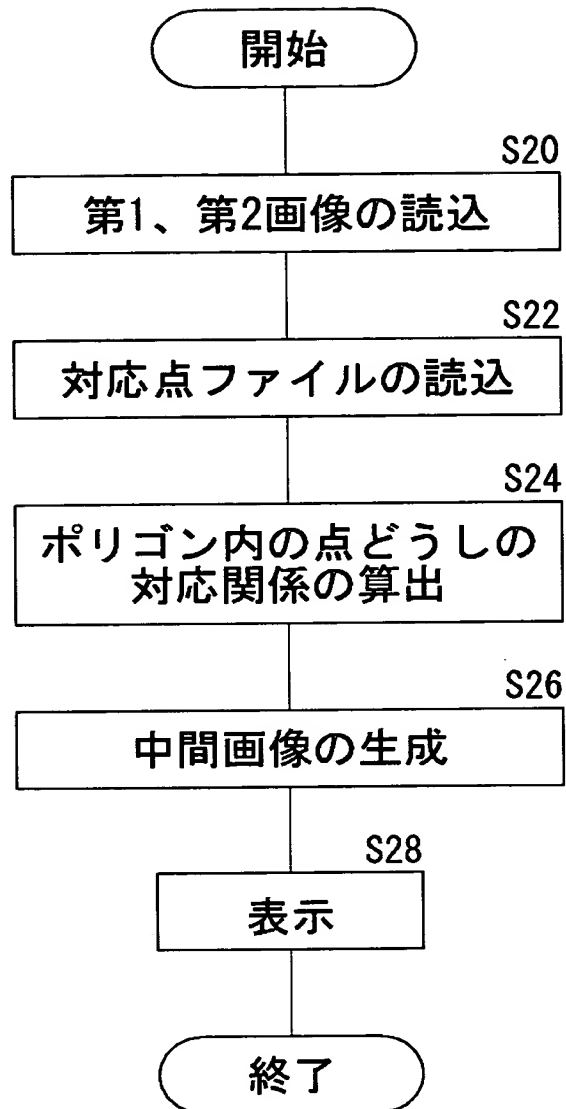 開始
S20
第1、第2画像の読込
S22
対応点ファイルの読込
S24
ポリゴン内の点どうしの
対応関係の算出
S26
中間画像の生成
S28
表示
終了